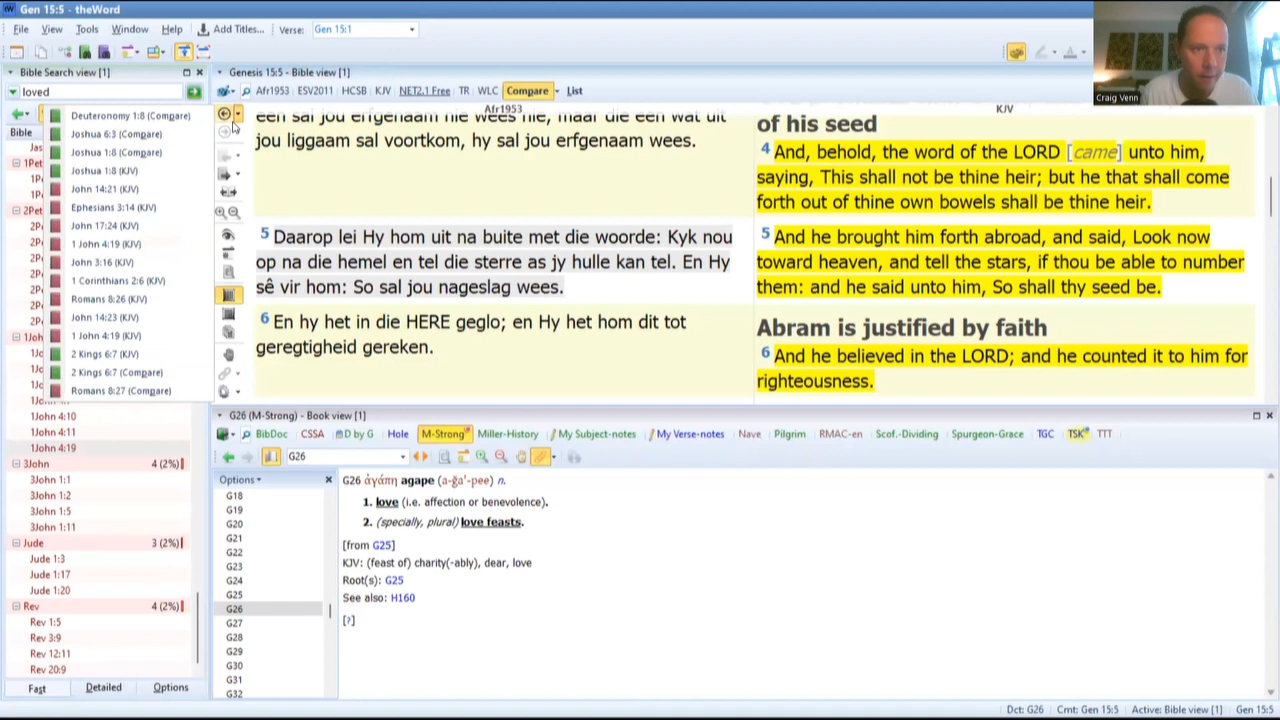 Gen 15:5 - theWord
File View Tools Window Help Add Titles... Verse: Gen 15:1
Bible Search view [1]
loved
Bible
Deuteronomy 1:8 (Compare)
Joshua 6:3 (Compare)
Joshua 1:8 (Compare)
Joshua 1:8 (KJV)
John 14:21 (KJV)
Ephesians 3:14 (KJV)
John 17:24 (KJV)
1 John 4:19 (KJV)
John 3:16 (KJV)
1 Corinthians 2:6 (KJV)
Romans 8:26 (KJV)
John 14:23 (KJV)
1 John 4:19 (KJV)
2 Kings 6:7 (KJV)
2 Kings 6:7 (Compare)
Romans 8:27 (Compare)
Jas
1Pet
1P
1P
2Pet
2P
2P
2P
2P
2P
2P
1Joh
1Jo
1John 4:10
1John 4:11
1John 4:19
3John 4 (2%)
3John 1:1
3John 1:2
3John 1:5
3John 1:11
Jude 3 (2%)
Jude 1:3
Jude 1:17
Jude 1:20
Rev 4 (2%)
Rev 1:5
Rev 3:9
Rev 12:11
Rev 20:9
Fast Detailed Options
Genesis 15:5 - Bible view [1]
Afr1953 ESV2011 HCSB KJV NET2.1 Free TR WLC Compare List
Afr1953
een sal jou erfgenaam nie wees nie, maar die een wat uit
jou liggaam sal voortkom, hy sal jou erfgenaam wees.
5 Daarop lei Hy hom uit na buite met die woorde: Kyk nou
op na die hemel en tel die sterre as jy hulle kan tel. En Hy
sê vir hom: So sal jou nageslag wees.
6 En hy het in die HERE geglo; en Hy het hom dit tot
geregtigheid gereken.
KJV
of his seed
4 And, behold, the word of the LORD [came] unto him,
saying, This shall not be thine heir; but he that shall come
forth out of thine own bowels shall be thine heir.
5 And he brought him forth abroad, and said, Look now
toward heaven, and tell the stars, if thou be able to number
them: and he said unto him, So shall thy seed be.
Abram is justified by faith
6 And he believed in the LORD; and he counted it to him for
righteousness.
Craig Venn
G26 (M-Strong) - Book view [1]
BibDoc CSSA D by G Hole M-Strong Miller-History My Subject-notes My Verse-notes Nave Pilgrim RMAC-en Scof.-Dividing Spurgeon-Grace TGC TSK TTT
G26
Options
G18
G19
G20
G21
G22
G23
G24
G25
G26
G27
G28
G29
G30
G31
G32
G26 ἀγάπη agape (a-ğa'-pee) n.
1. love (i.e. affection or benevolence).
2. (specially, plural) love feasts.
[from G25]
KJV: (feast of) charity(-ably), dear, love
Root(s): G25
See also: H160
[?]
Dct: G26 Cmt: Gen 15:5 Active: Bible view [1] Gen 15:5